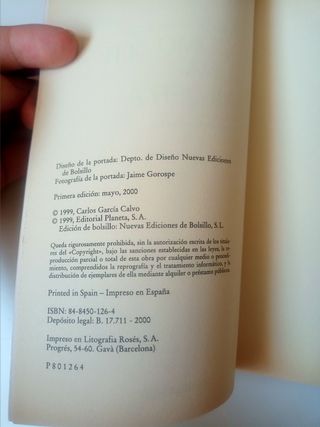 Diseño de la portada: Depto. de Diseño Nuevas Ediciones
de Bolsillo
Fotografía de la portada: Jaime Gorospe
Primera edición: mayo, 2000
© 1999, Carlos García Calvo
© 1999, Editorial Planeta, S. A.
Edición de bolsillo: Nuevas Ediciones de Bolsillo, S. L.
Queda rigurosamente prohibida, sin la autorización escrita de los titula-
res del «Copyright», bajo las sanciones establecidas en las leyes, la re-
producción parcial o total de esta obra por cualquier medio o procedi-
miento, comprendidos la reprografía y el tratamiento informático, y la
distribución de ejemplares de ella mediante alquiler o préstamo públicos
Printed in Spain – Impreso en España
ISBN: 84-8450-126-4
Depósito legal: B. 17.711 - 2000
Impreso en Litografía Rosés, S. A.
Progrés, 54-60. Gavà (Barcelona)
P 801264